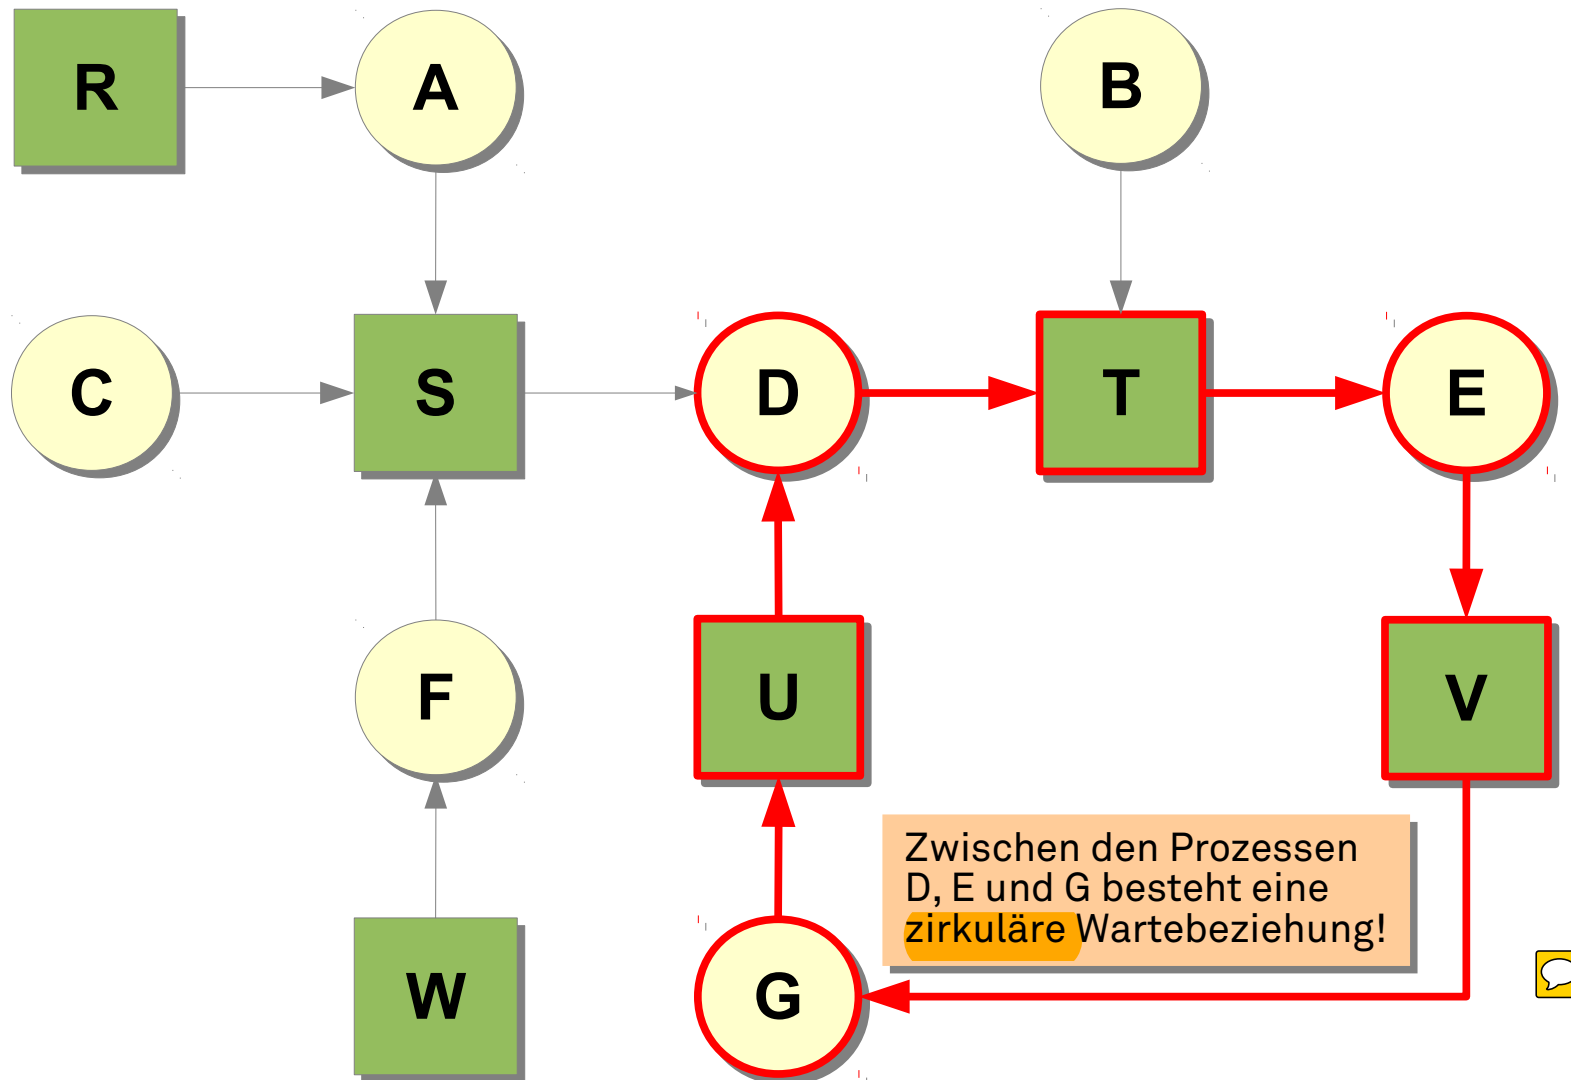 R
A
B
C
S
D
T
E
F
U
V
Zwischen den Prozessen
D, E und G besteht eine
zirkuläre Wartebeziehung!
W
G